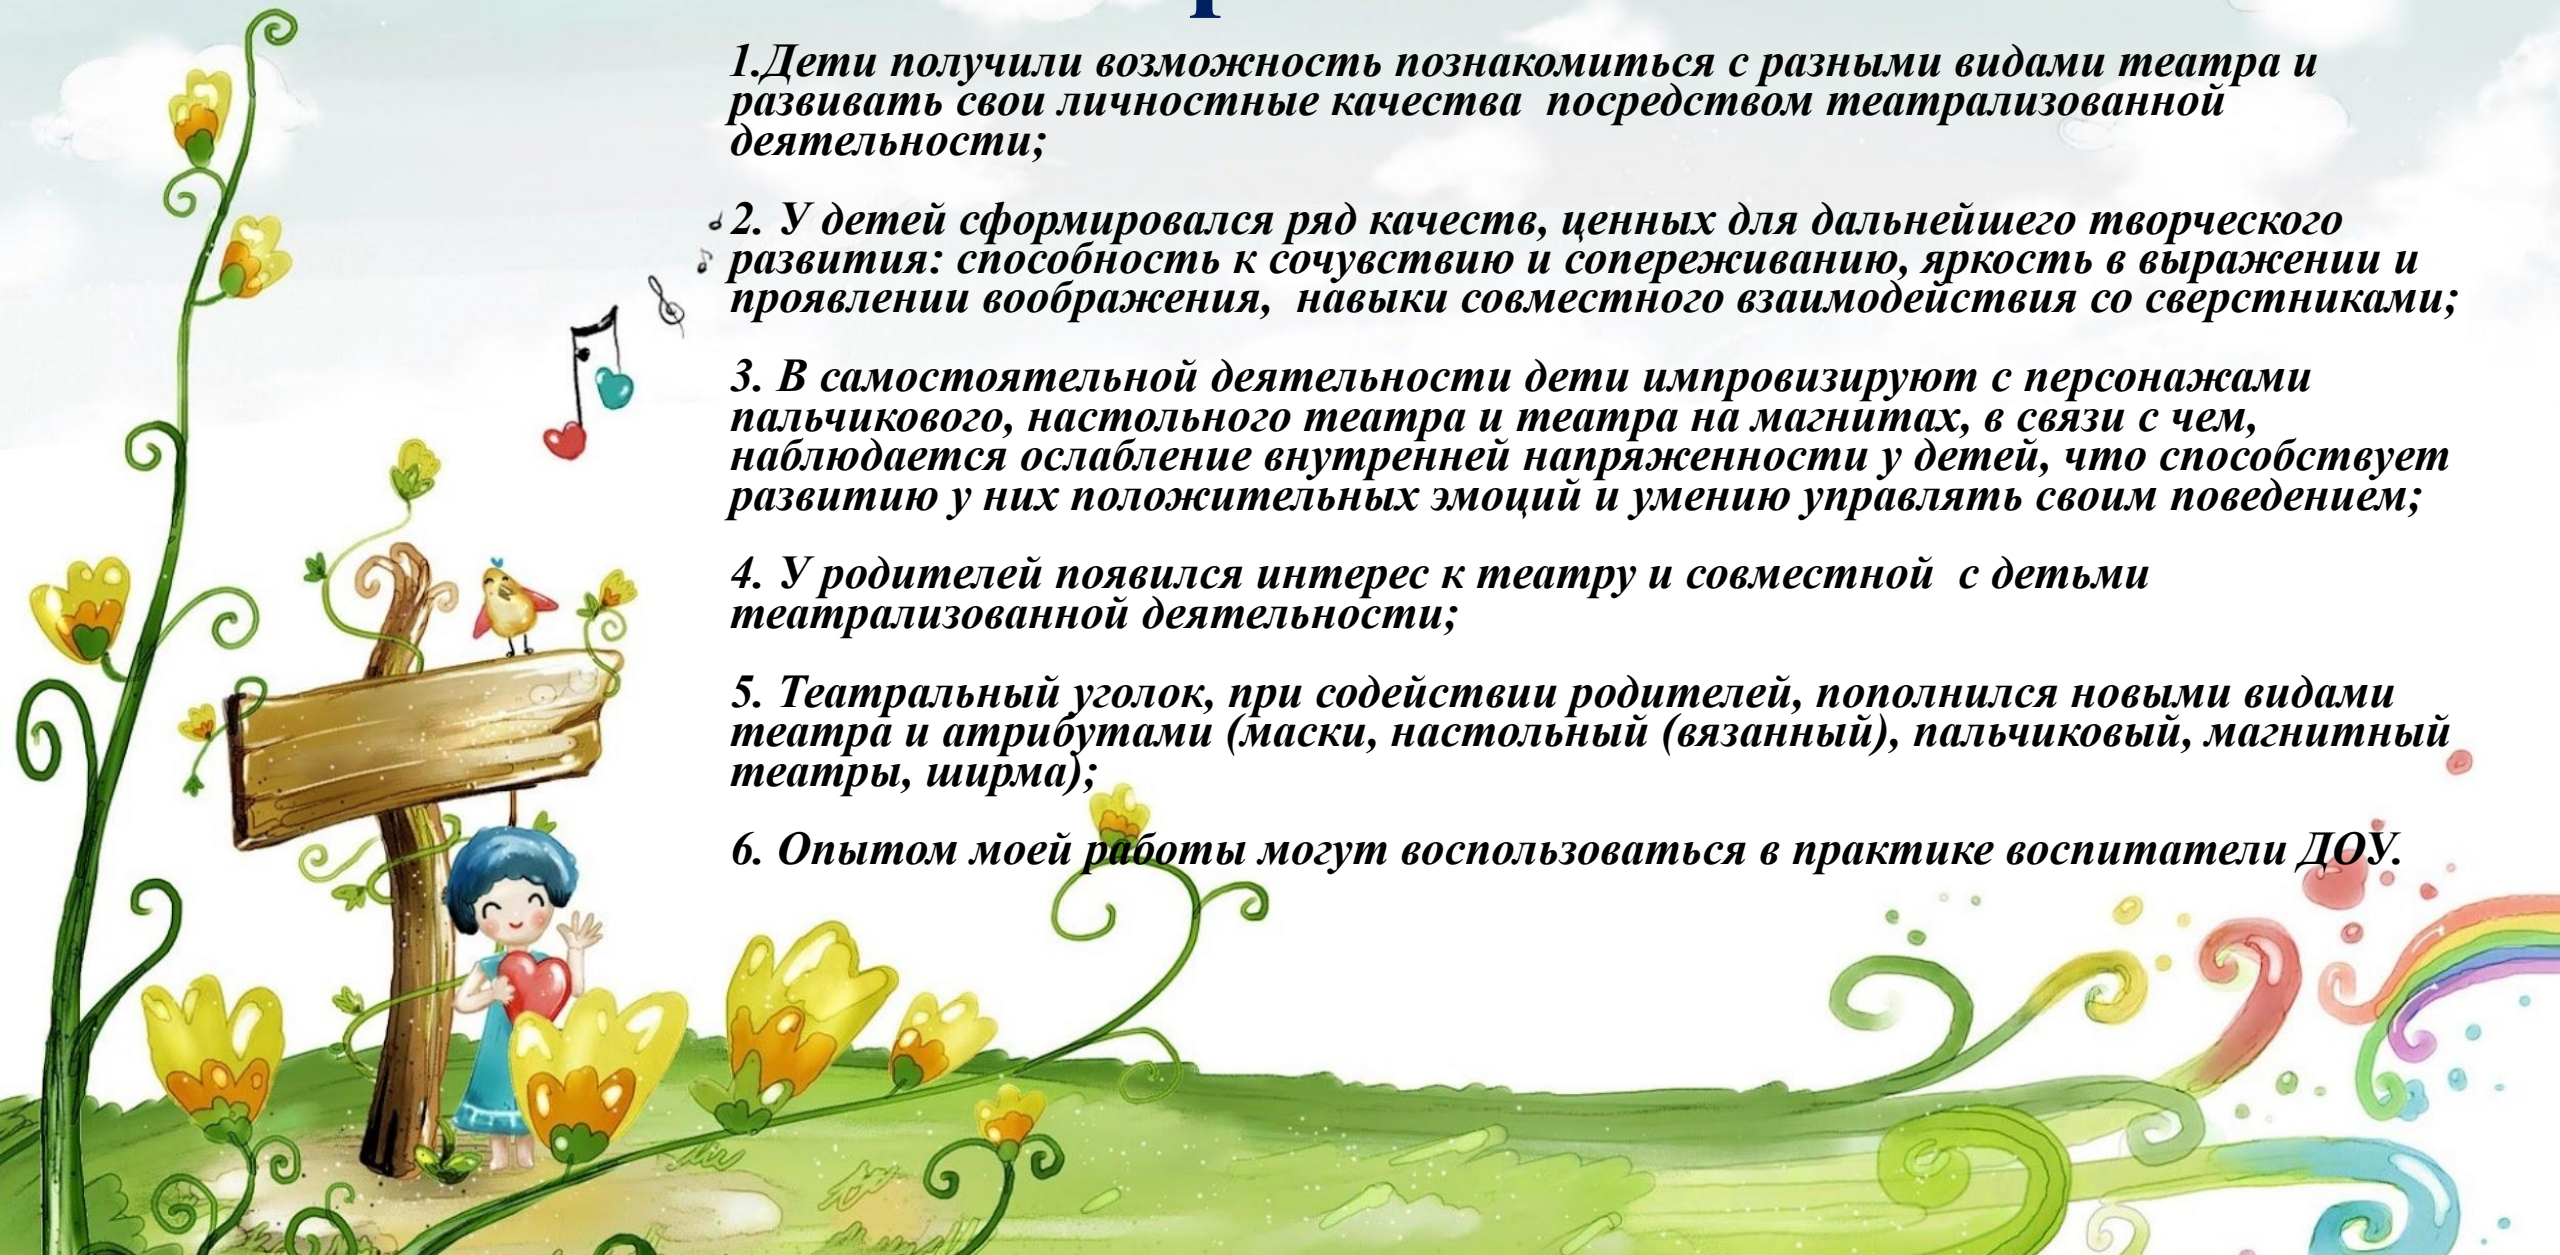 1.Дети получили возможность познакомиться с разными видами театра и
развивать свои личностные качества  посредством театрализованной
деятельности;
2. У детей сформировался ряд качеств, ценных для дальнейшего творческого
развития: способность к сочувствию и сопереживанию, яркость в выражении и
проявлении воображения,  навыки совместного взаимодействия со сверстниками;
3. В самостоятельной деятельности дети импровизируют с персонажами
пальчикового, настольного театра и театра на магнитах, в связи с чем,
наблюдается ослабление внутренней напряженности у детей, что способствует
развитию у них положительных эмоций и умению управлять своим поведением;
4. У родителей появился интерес к театру и совместной  с детьми
театрализованной деятельности;
5. Театральный уголок, при содействии родителей, пополнился новыми видами
театра и атрибутами (маски, настольный (вязанный), пальчиковый, магнитный
театры, ширма);
6. Опытом моей работы могут воспользоваться в практике воспитатели ДОУ.